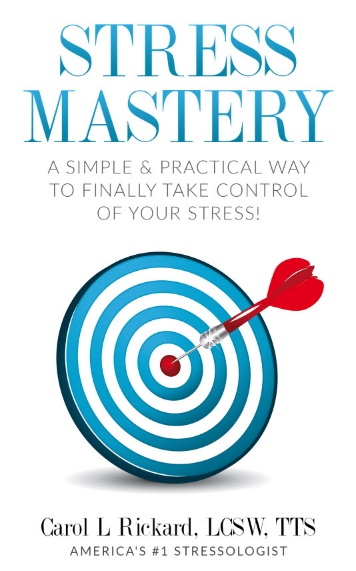 STRESS
MASTERY
A SIMPLE & PRACTICAL WAY
TO FINALLY TAKE CONTROL
OF YOUR STRESS!
Carol L Rickard, LCSW, TTS
AMERICA'S #1 STRESSOLOGIST